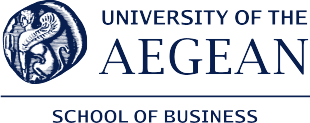 UNIVERSITY OF THE
AEGEAN
SCHOOL OF BUSINESS